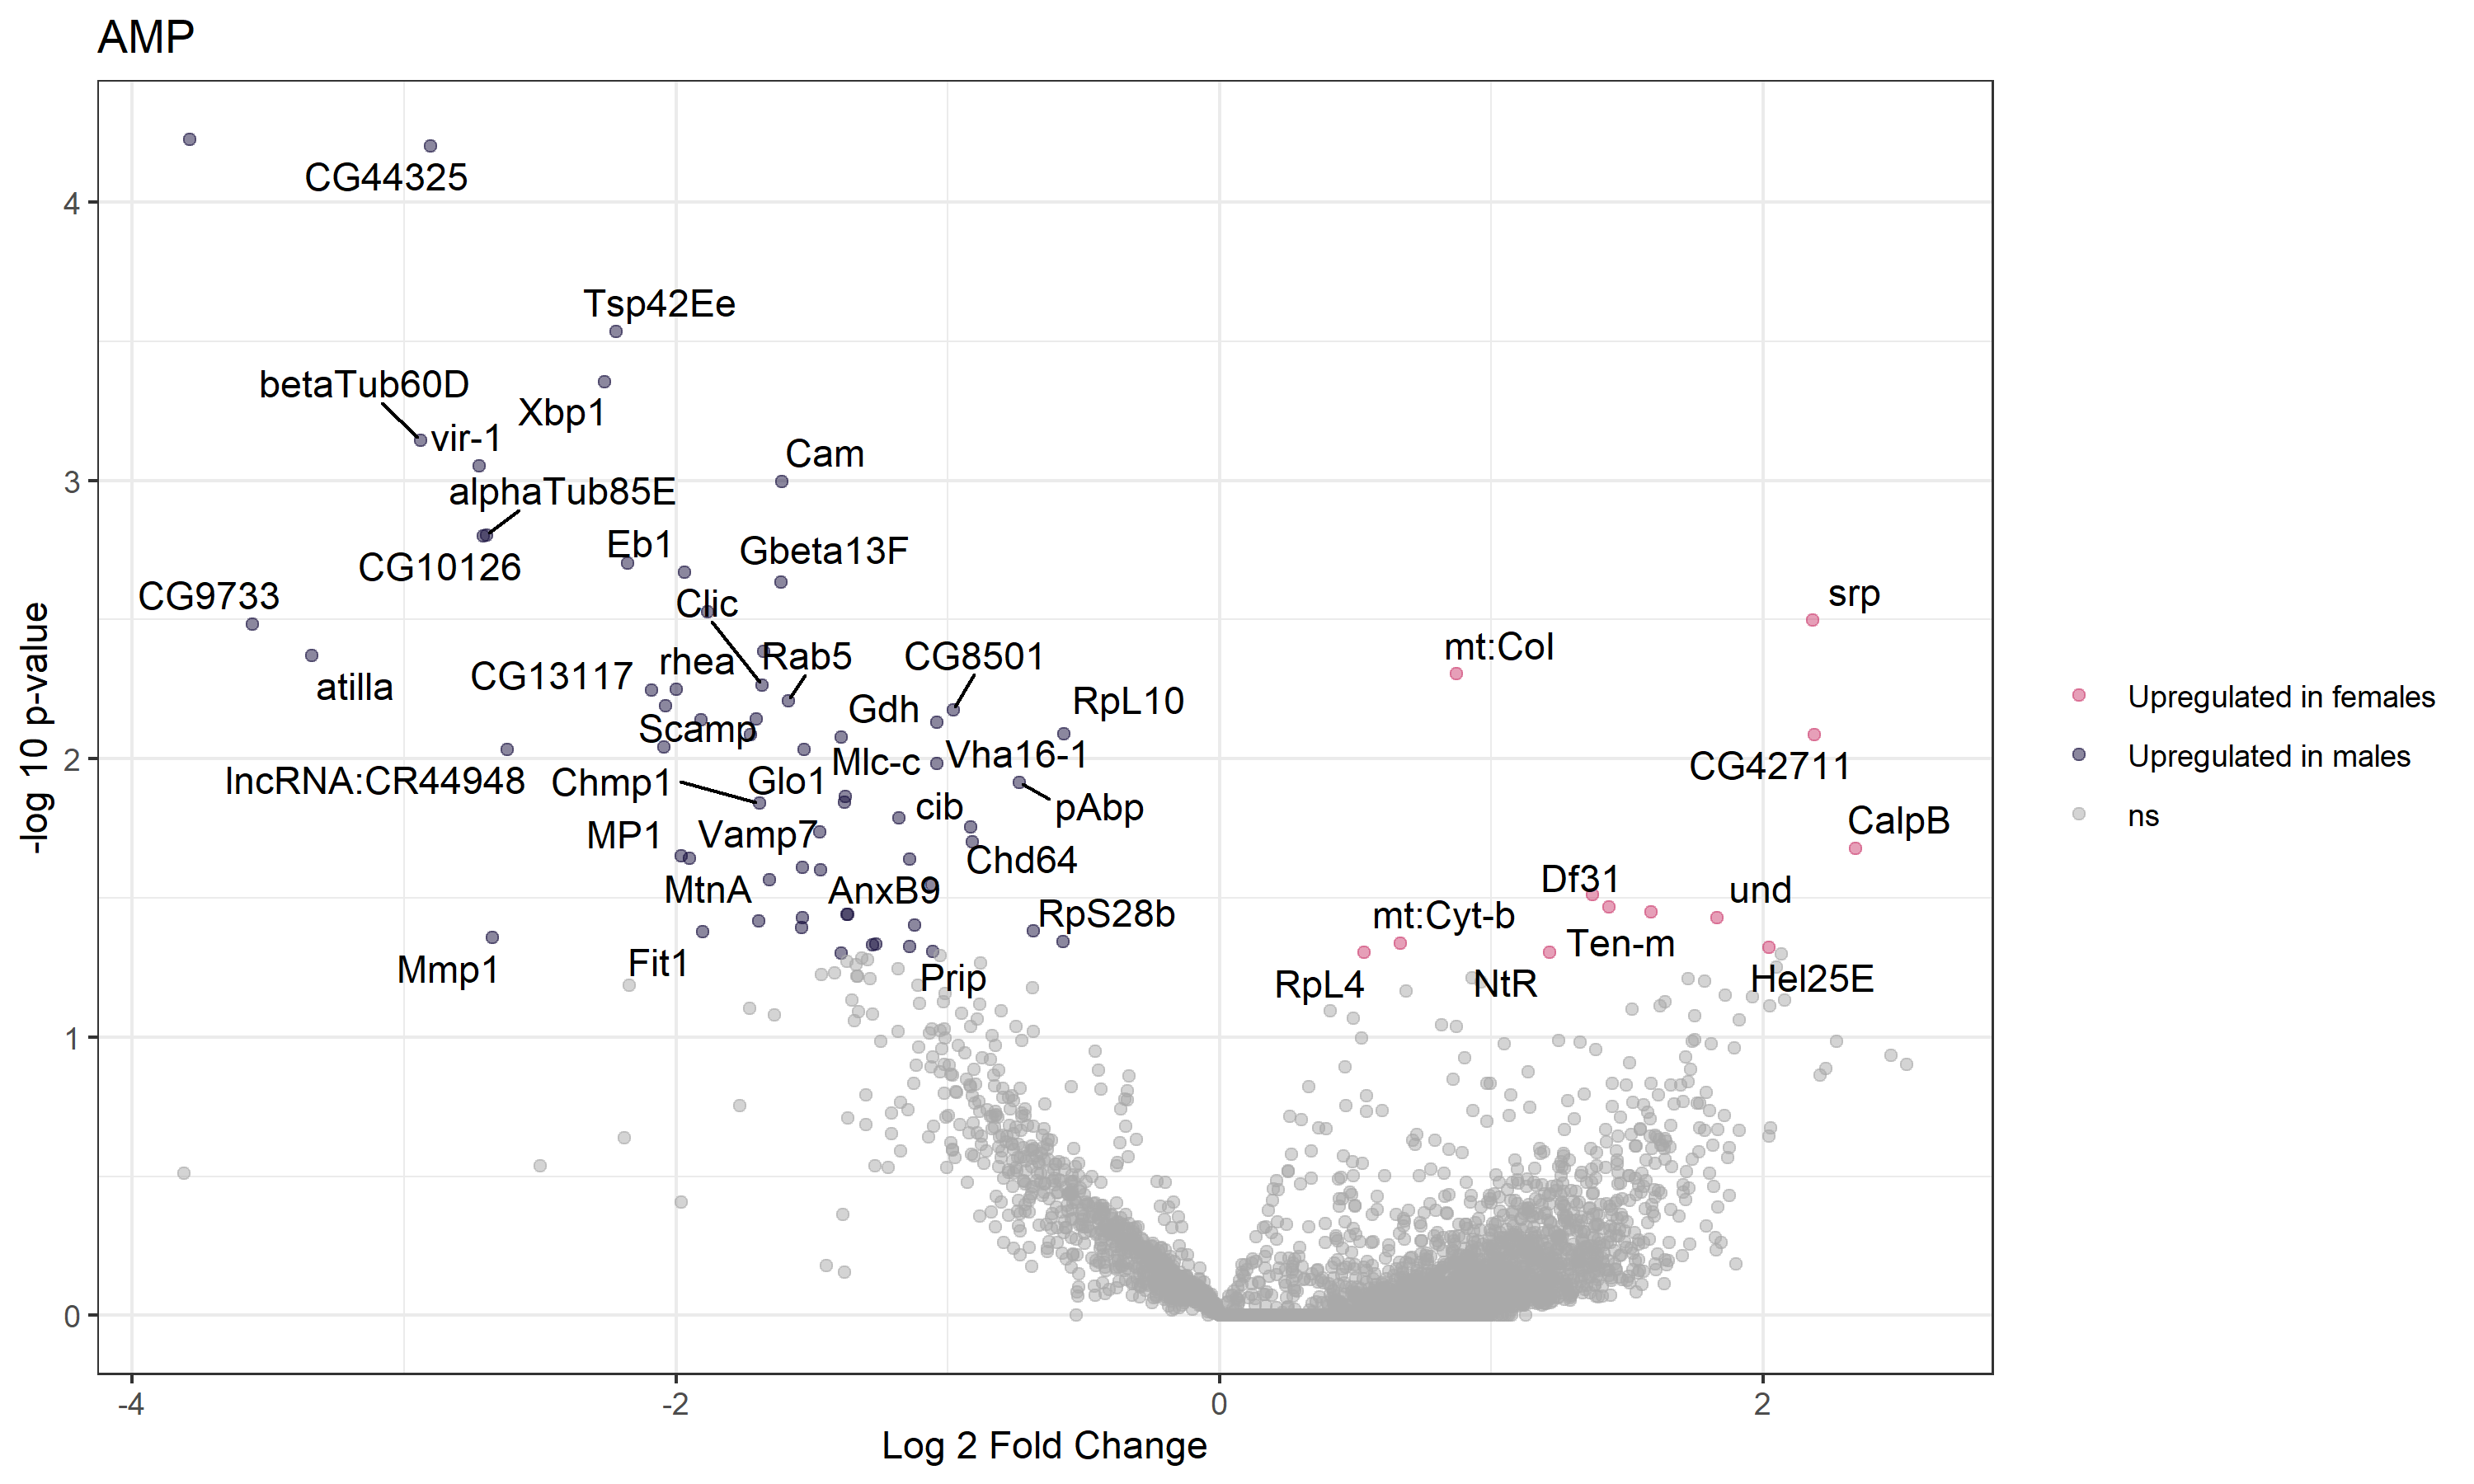 AMP
CG44325
4
Tsp42Ee
betaTub60D
Xbp1
vir-1
Cam
3
alphaTub85E
Eb1
Gbeta13F
CG10126
CG9733
Clic
srp
mt:CoI
rhea
Rab5
CG8501
CG13117
atilla
Gdh
RpL10
Upregulated in females
Scamp
-log 10 p-value
2
Vha16-1
Upregulated in males
Mlc-c
CG42711
lncRNA:CR44948
Chmp1
Glo1
cib
pAbp
ns
MP1
Vamp7
CalpB
Chd64
Df31
MtnA
AnxB9
und
RpS28b
mt:Cyt-b
Ten-m
Mmp1
Fit1
Prip
RpL4
NtR
Hel25E
1
0
-4
-2
0
2
Log 2 Fold Change